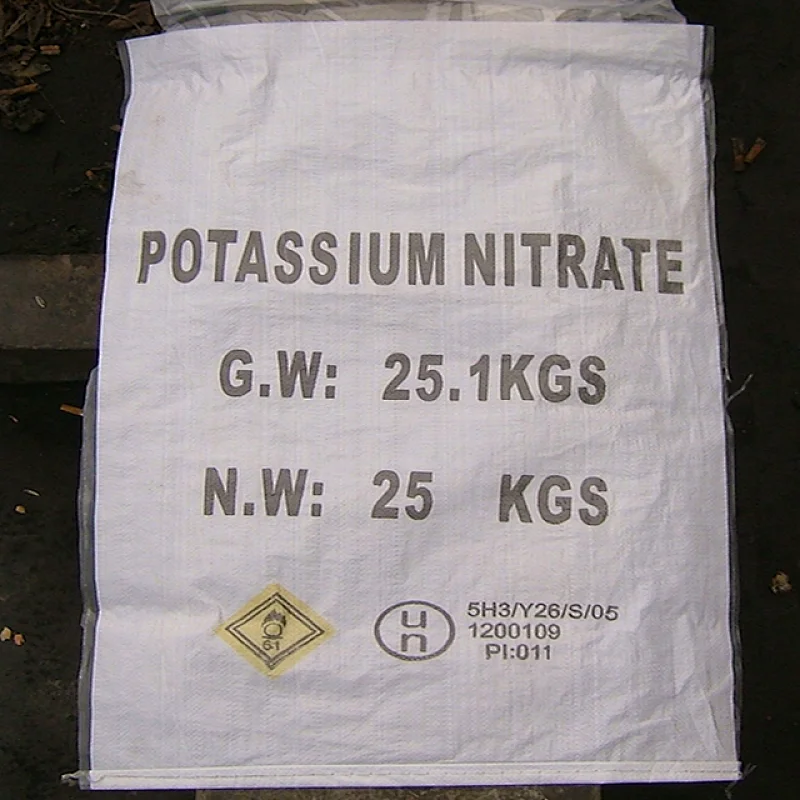 POTASSIUM NITRATE
G.W: 25.1KGS
N.W: 25 KGS
5.1
un
5H3/Y26/S/05
1200109
PI:011